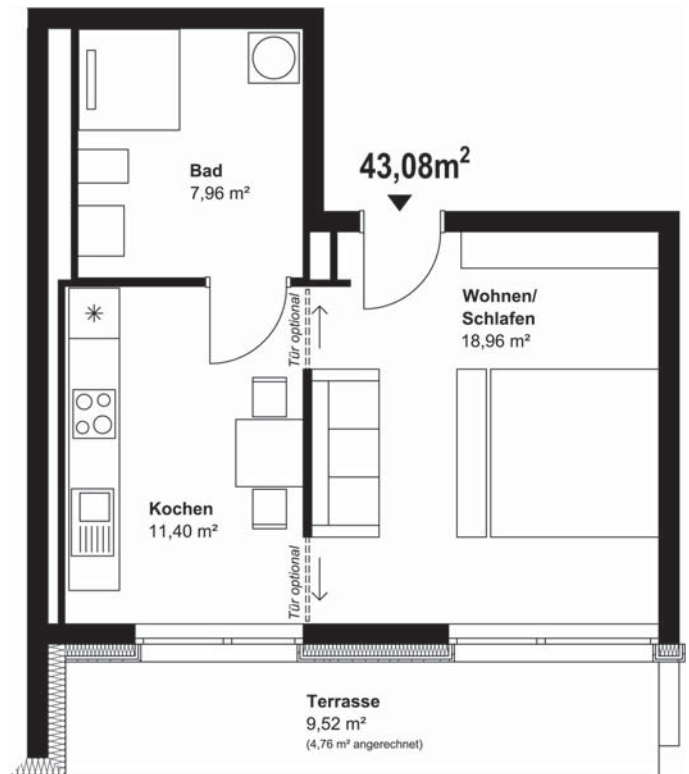 Bad
7,96 m²
43,08m²
Wohnen/
Schlafen
18,96 m²
Tür optional
Kochen
11,40 m²
Tür optional
Terrasse
9,52 m²
(4,76 m² angerechnet)